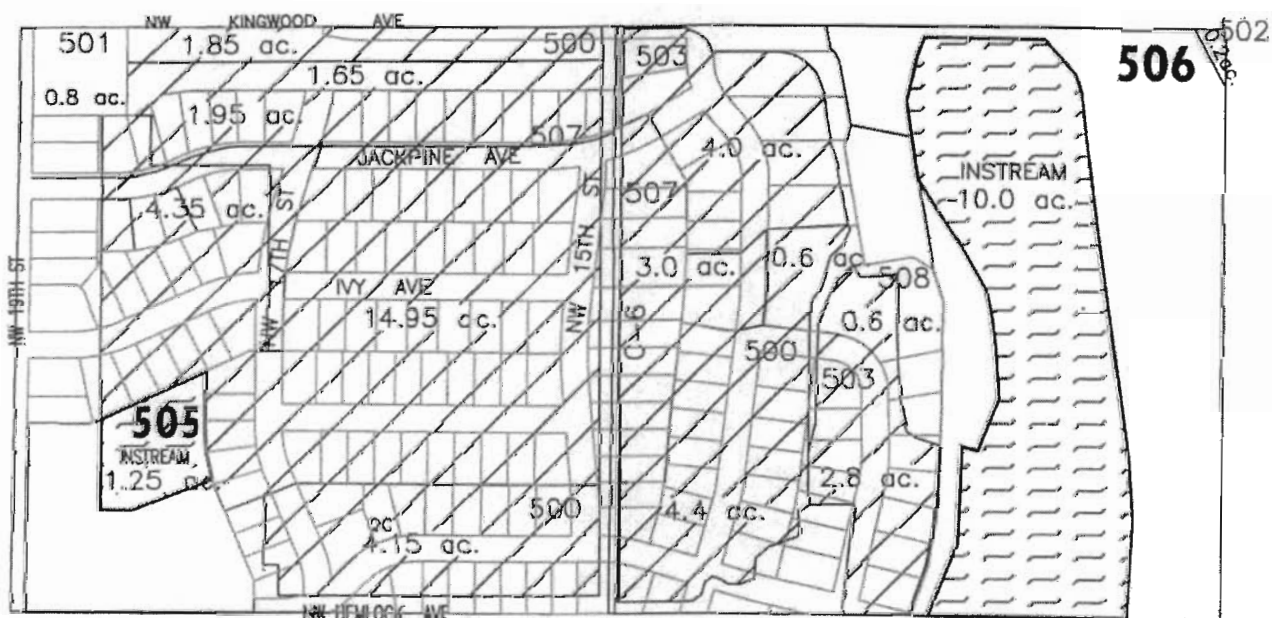 NW KINGWOOD AVE
502
0.2ac.
501
1.85 ac.
500
503
506
1.65 ac.
0.8 ac.
1.95 ac.
507
JACKPINE AVE
4.0 ac.
INSTREAM
10.0 ac.
507
4.35 ac.
NW 17TH ST
NW 15TH ST
NW 19TH ST
3.0 ac.
0.6 ac.
508
IVY AVE
14.95 ac.
C-6
0.6 ac.
500
503
505
INSTREAM
1.25 ac.
2.8 ac.
500
4.4 ac.
4.15 ac.
NW HEMLOCK AVE